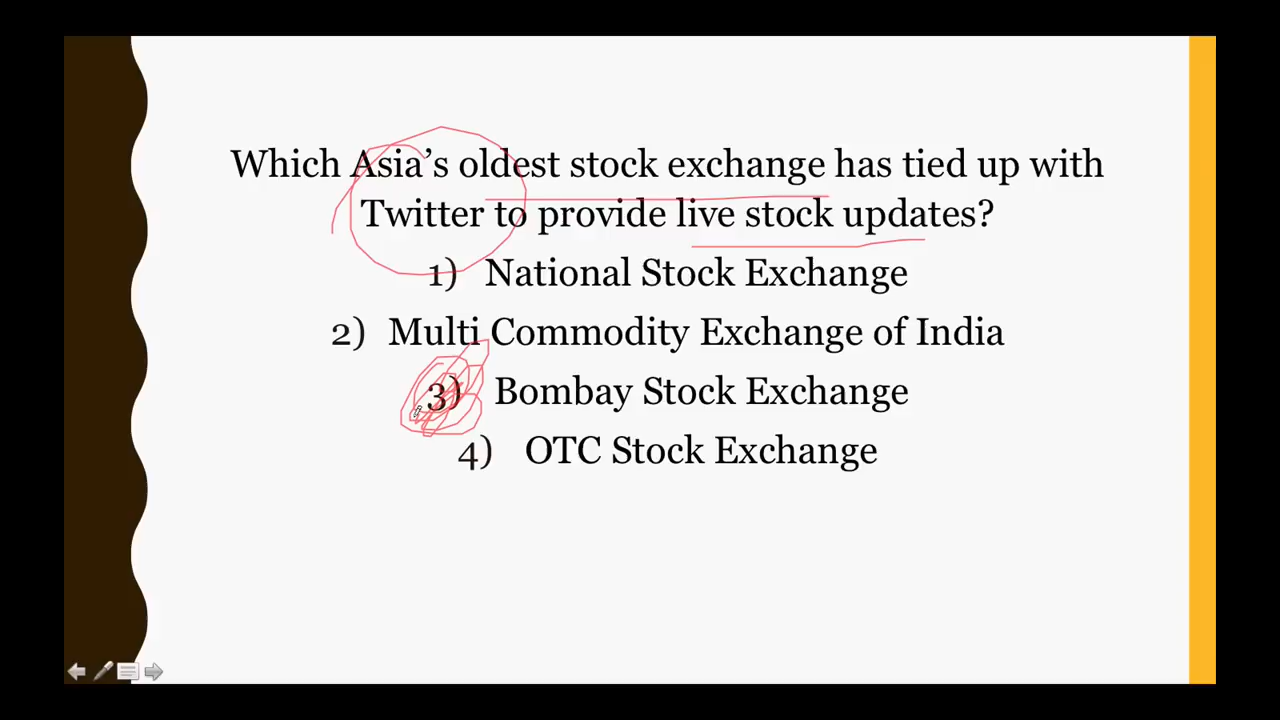 Which Asia’s oldest stock exchange has tied up with
Twitter to provide live stock updates?
1) National Stock Exchange
2) Multi Commodity Exchange of India
3) Bombay Stock Exchange
4) OTC Stock Exchange